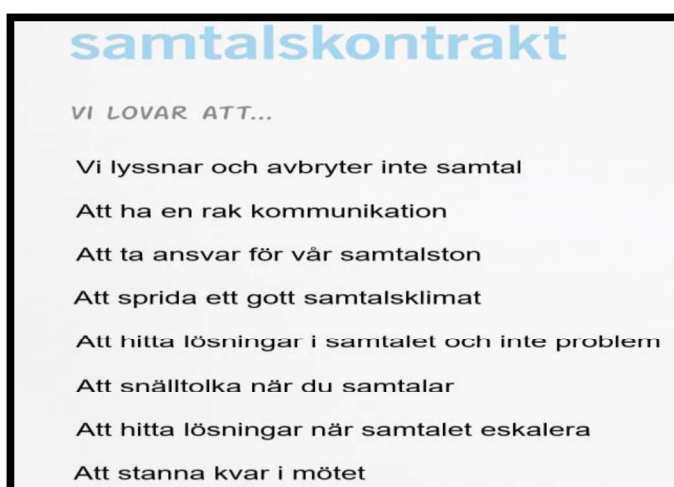 samtalskontrakt
VI LOVAR ATT...
Vi lyssnar och avbryter inte samtal
Att ha en rak kommunikation
Att ta ansvar för vår samtalston
Att sprida ett gott samtalsklimat
Att hitta lösningar i samtalet och inte problem
Att snälltolka när du samtalar
Att hitta lösningar när samtalet eskalera
Att stanna kvar i mötet